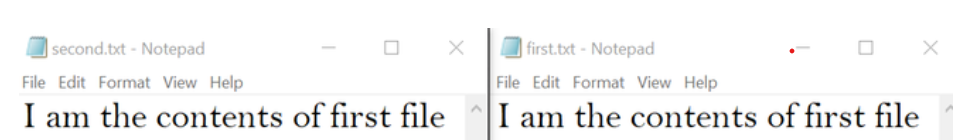 second.txt - Notepad
File Edit Format View Help
I am the contents of first file
first.txt - Notepad
File Edit Format View Help
I am the contents of first file